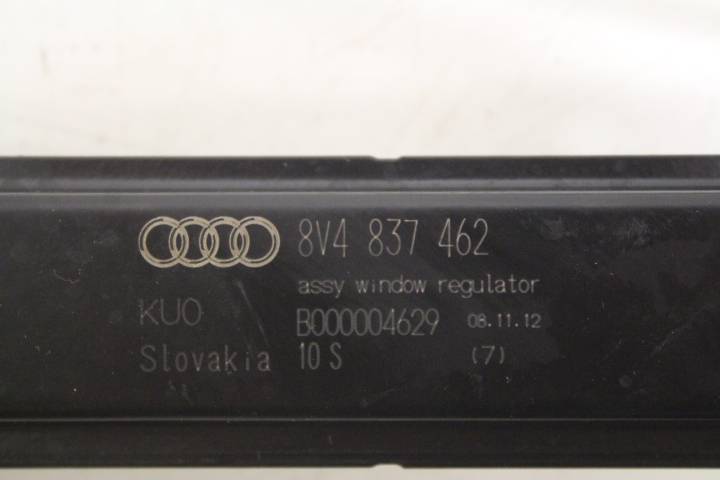 8V4 837 462
assy window regulator
KUO B000004629 08.11.12
Slovakia 10 S (7)